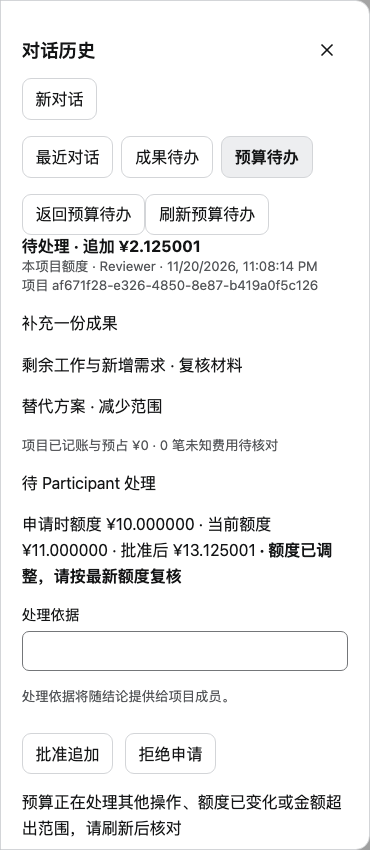 对话历史
新对话
最近对话 成果待办 预算待办
返回预算待办 刷新预算待办
待处理 · 追加 ¥2.125001
本项目额度 · Reviewer · 11/20/2026, 11:08:14 PM
项目 af671f28-e326-4850-8e87-b419a0f5c126
补充一份成果
剩余工作与新增需求 · 复核材料
替代方案 · 减少范围
项目已记账与预占 ¥0 · 0 笔未知费用待核对
待 Participant 处理
申请时额度 ¥10.000000 · 当前额度
¥11.000000 · 批准后 ¥13.125001 · 额度已调
整，请按最新额度复核
处理依据
处理依据将随结论提供给项目成员。
批准追加 拒绝申请
预算正在处理其他操作、额度已变化或金额超
出范围，请刷新后核对